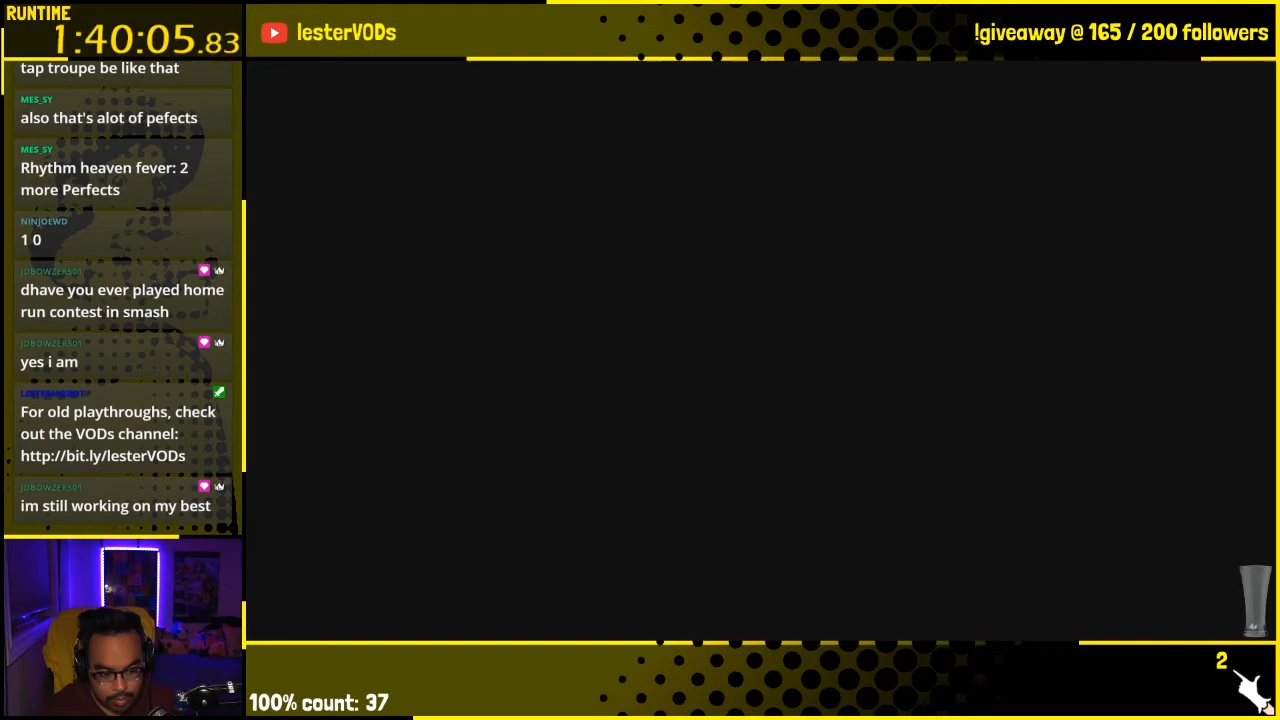 RUNTIME
1:40:05.83
lesterVODs
!giveaway @ 165 / 200 followers
tap troupe be like that
MES_SY
also that's alot of pefects
MES_SY
Rhythm heaven fever: 2
more Perfects
NINJOEWD
1 0
JDBOWZER501
dhave you ever played home
run contest in smash
JDBOWZER501
yes i am
For old playthroughs, check
out the VODs channel:
http://bit.ly/lesterVODs
JDBOWZER501
im still working on my best
2
100% count: 37